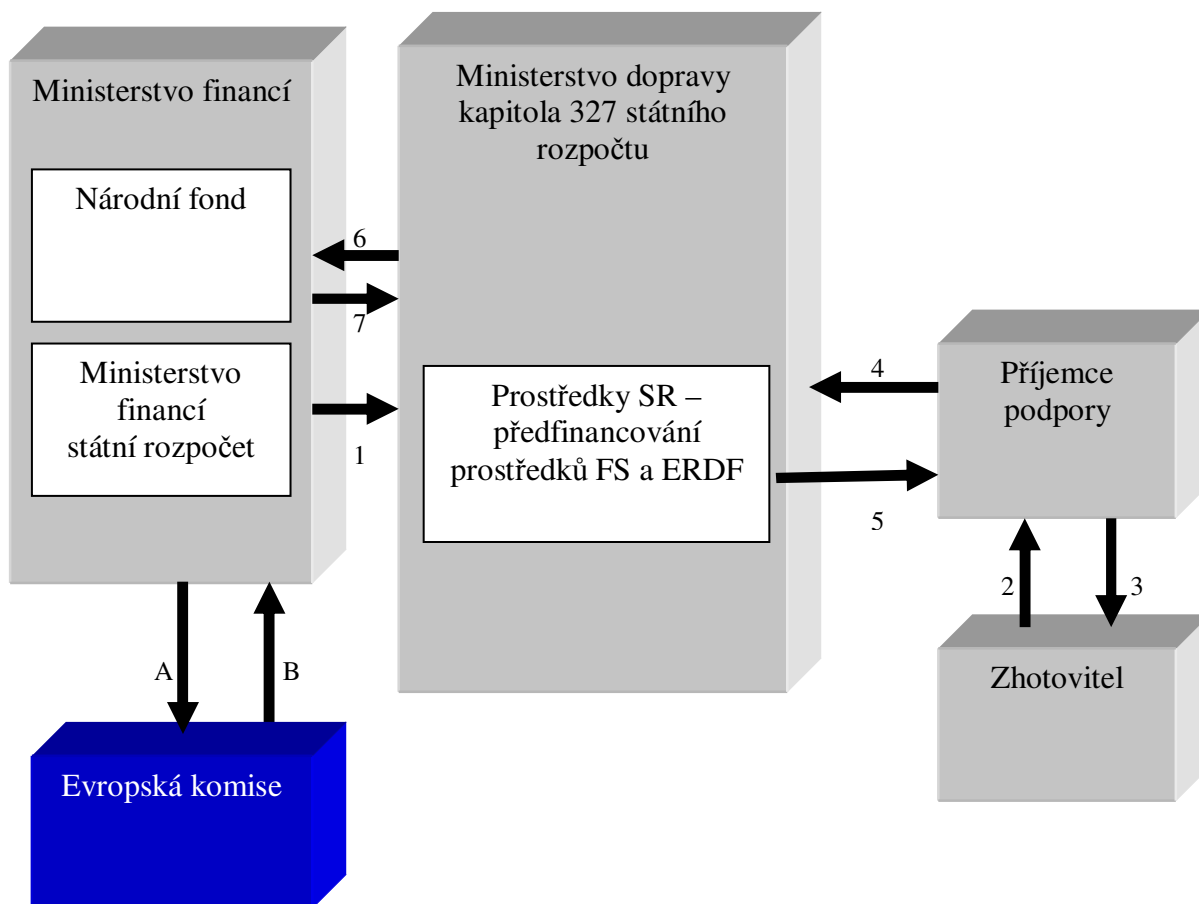 Ministerstvo financí
Národní fond
Ministerstvo
financí
státní rozpočet
Ministerstvo dopravy
kapitola 327 státního
rozpočtu
6
7
1
Prostředky SR –
předfinancování
prostředků FS a ERDF
4
5
Příjemce
podpory
2
3
Zhotovitel
A
B
Evropská komise